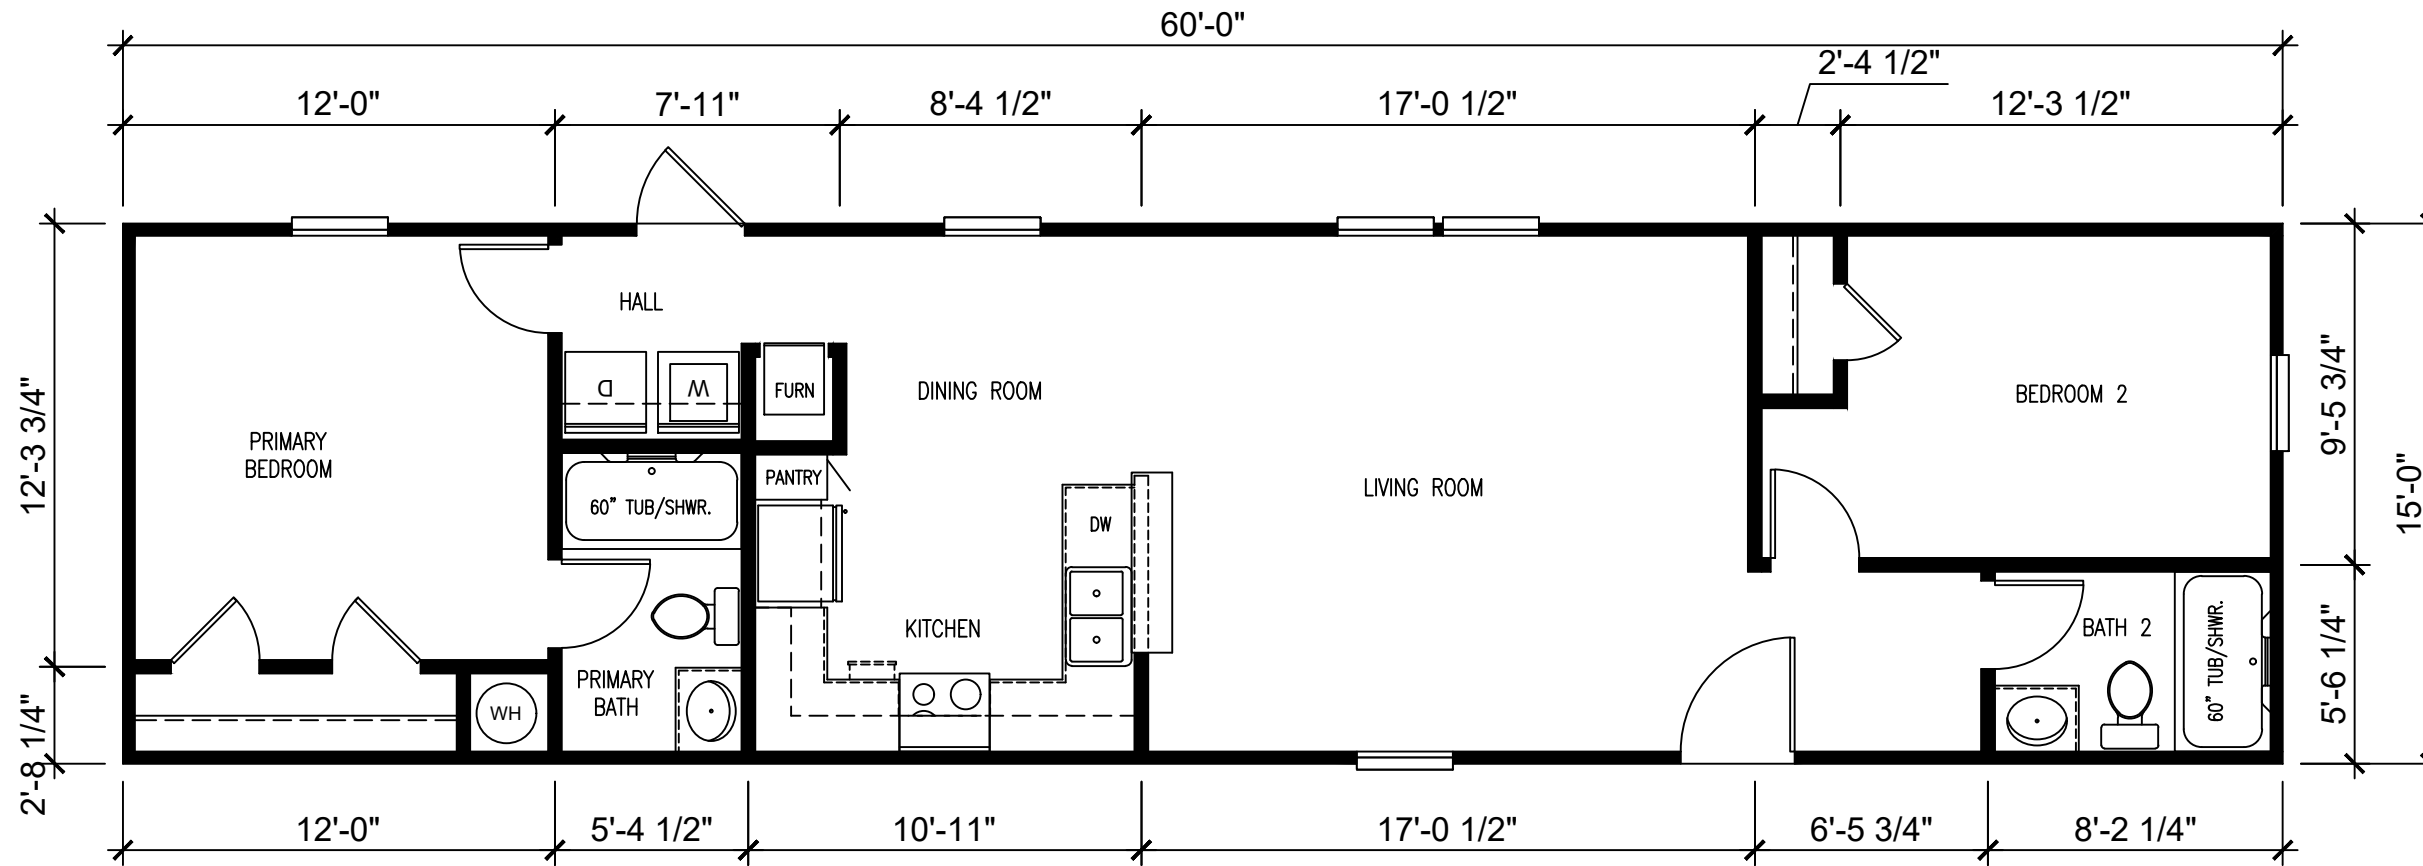 60'-0"
2'-4 1/2"
12'-0"
7'-11"
8'-4 1/2"
17'-0 1/2"
12'-3 1/2"
HALL
D
W
FURN
DINING ROOM
BEDROOM 2
PRIMARY
BEDROOM
12'-3 3/4"
9'-5 3/4"
15'-0"
PANTRY
60" TUB/SHWR.
LIVING ROOM
DW
KITCHEN
BATH 2
60" TUB/SHWR.
PRIMARY
BATH
WH
2'-8 1/4"
5'-6 1/4"
12'-0"
5'-4 1/2"
10'-11"
17'-0 1/2"
6'-5 3/4"
8'-2 1/4"